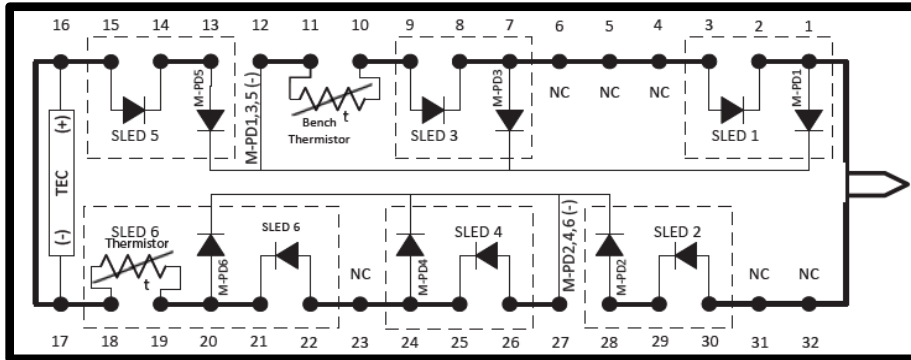 16 15 14 13 12 11 10 9 8 7 6 5 4 3 2 1
M-PD5
M-PD1,3,5 (-)
M-PD3
M-PD1
NC NC NC
t
Bench
Thermistor
SLED 5
SLED 3
SLED 1
(+)
TEC
(-)
SLED 6
Thermistor
t
M-PD6
SLED 6
M-PD4
SLED 4
M-PD2,4,6 (-)
M-PD2
SLED 2
NC
NC NC
17 18 19 20 21 22 23 24 25 26 27 28 29 30 31 32